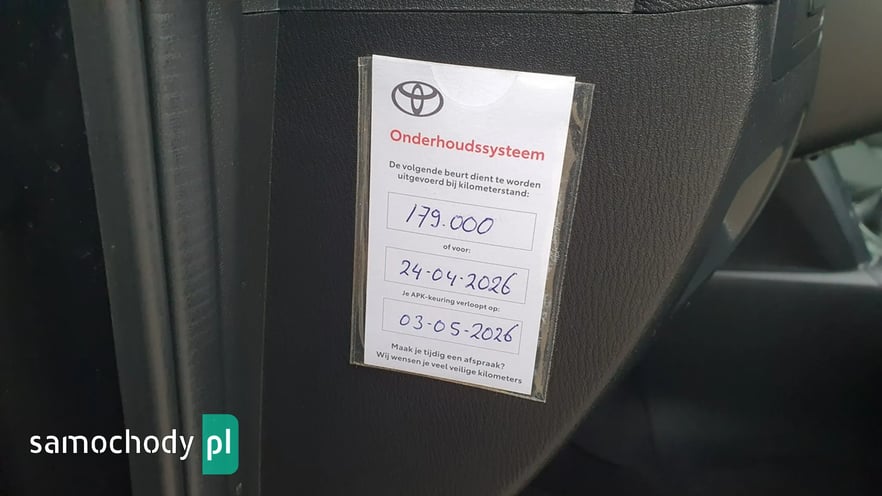 Onderhoudssysteem
De volgende beurt dient te worden
uitgevoerd bij kilometerstand:
179.000
of voor:
24-04-2026
Je APK-keuring verloopt op:
03-05-2026
Maak je tijdig een afspraak?
Wij wensen je veel veilige kilometers
samochody pl